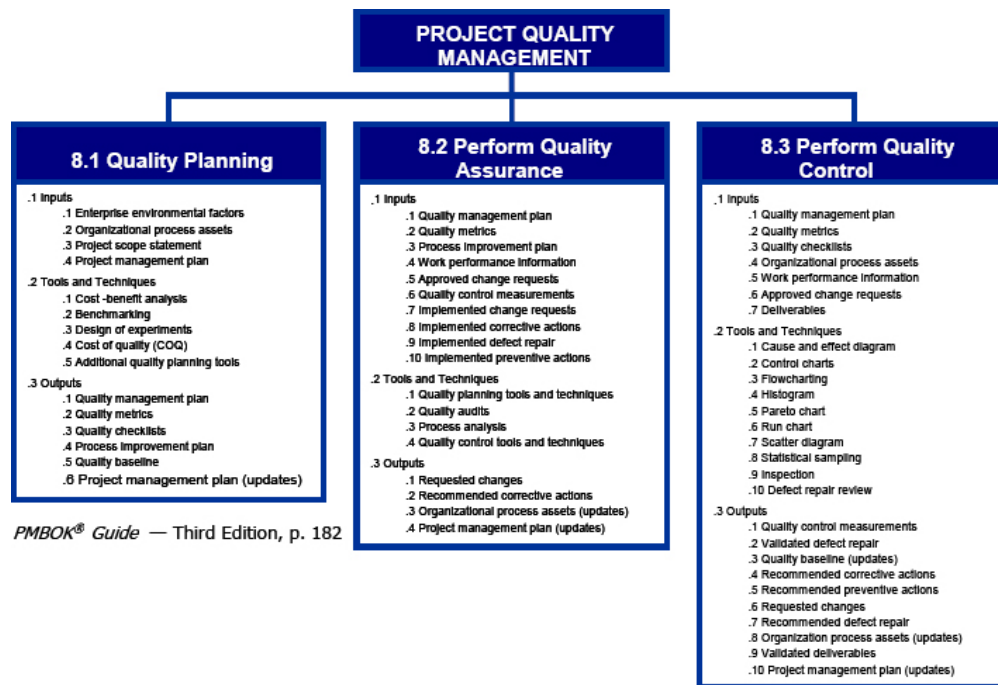 PROJECT QUALITY
MANAGEMENT
8.1 Quality Planning
.1 Inputs
.1 Enterprise environmental factors
.2 Organizational process assets
.3 Project scope statement
.4 Project management plan
.2 Tools and Techniques
.1 Cost -benefit analysis
.2 Benchmarking
.3 Design of experiments
.4 Cost of quality (COQ)
.5 Additional quality planning tools
.3 Outputs
.1 Quality management plan
.2 Quality metrics
.3 Quality checklists
.4 Process improvement plan
.5 Quality baseline
.6 Project management plan (updates)
PMBOK® Guide — Third Edition, p. 182
8.2 Perform Quality
Assurance
.1 Inputs
.1 Quality management plan
.2 Quality metrics
.3 Process improvement plan
.4 Work performance information
.5 Approved change requests
.6 Quality control measurements
.7 Implemented change requests
.8 Implemented corrective actions
.9 Implemented defect repair
.10 Implemented preventive actions
.2 Tools and Techniques
.1 Quality planning tools and techniques
.2 Quality audits
.3 Process analysis
.4 Quality control tools and techniques
.3 Outputs
.1 Requested changes
.2 Recommended corrective actions
.3 Organizational process assets (updates)
.4 Project management plan (updates)
8.3 Perform Quality
Control
.1 Inputs
.1 Quality management plan
.2 Quality metrics
.3 Quality checklists
.4 Organizational process assets
.5 Work performance information
.6 Approved change requests
.7 Deliverables
.2 Tools and Techniques
.1 Cause and effect diagram
.2 Control charts
.3 Flowcharting
.4 Histogram
.5 Pareto chart
.6 Run chart
.7 Scatter diagram
.8 Statistical sampling
.9 Inspection
.10 Defect repair review
.3 Outputs
.1 Quality control measurements
.2 Validated defect repair
.3 Quality baseline (updates)
.4 Recommended corrective actions
.5 Recommended preventive actions
.6 Requested changes
.7 Recommended defect repair
.8 Organization process assets (updates)
.9 Validated deliverables
.10 Project management plan (updates)